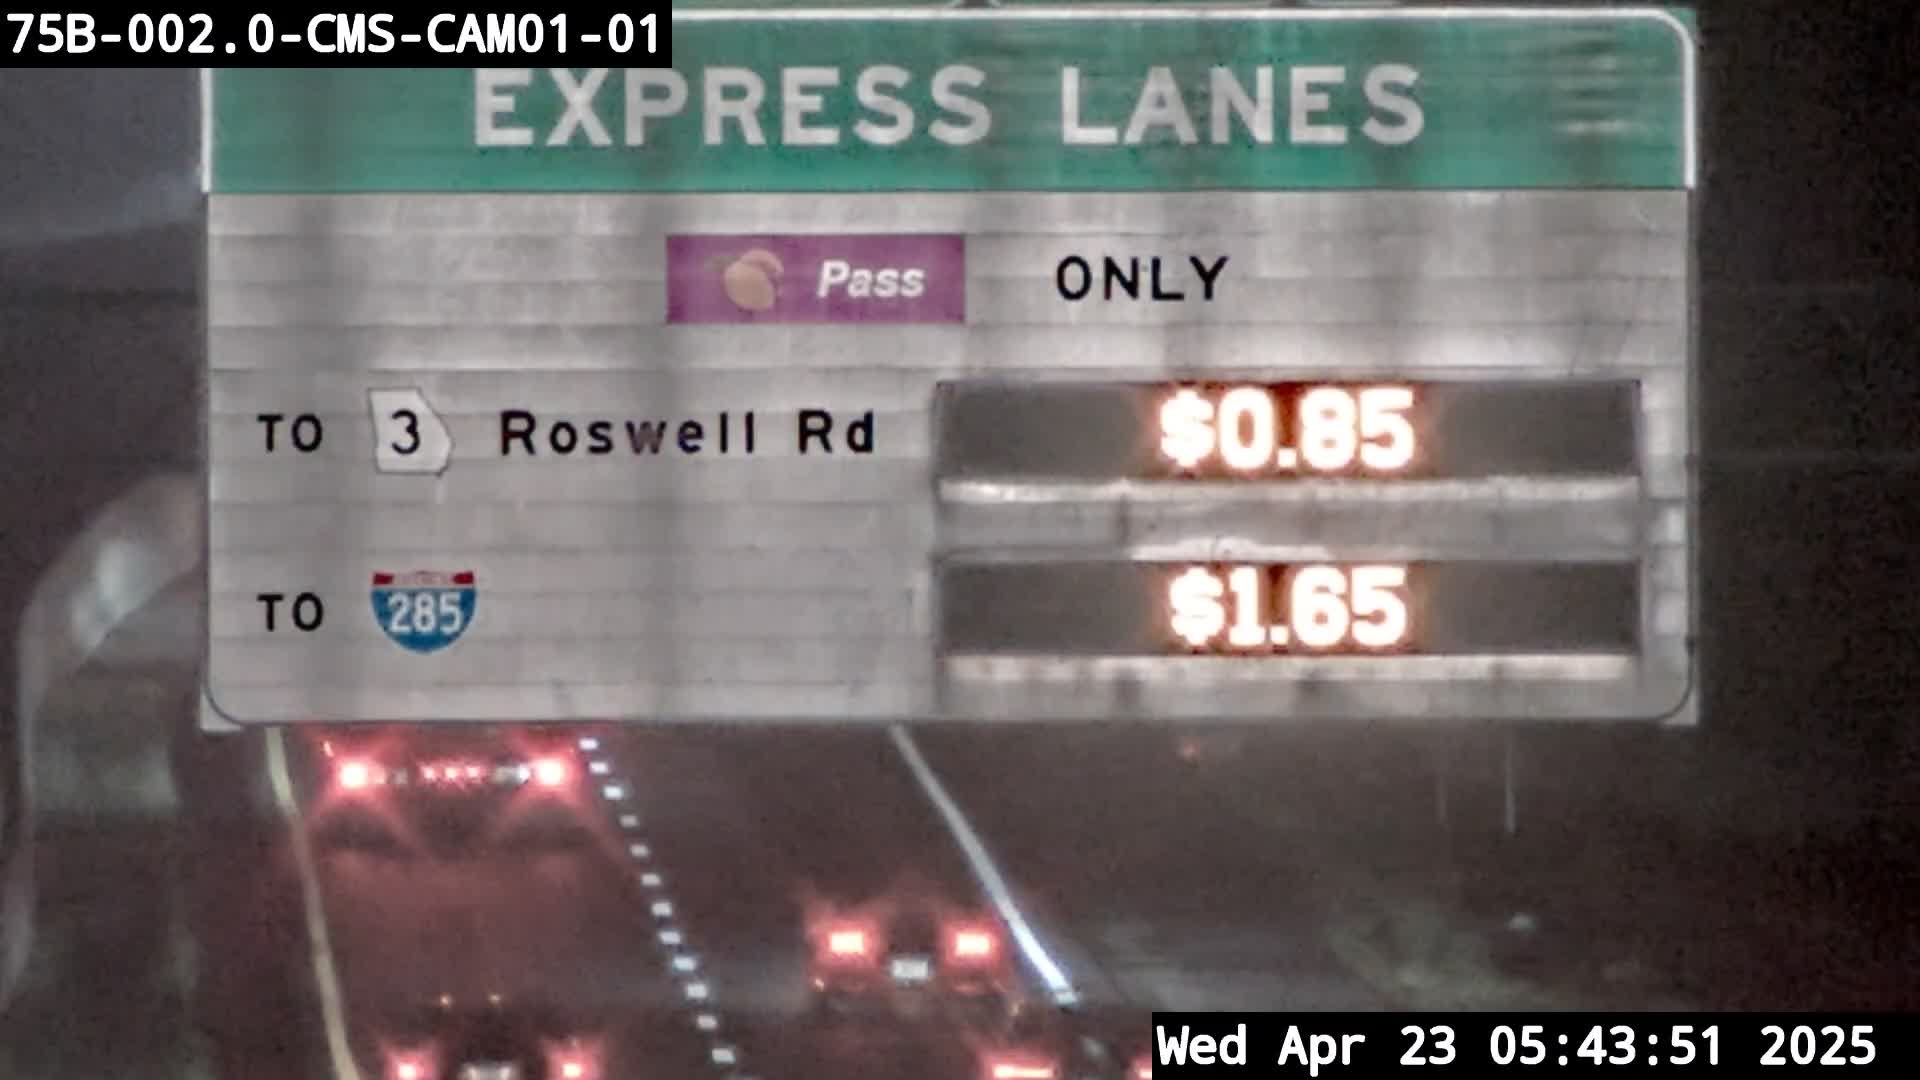 75B-002.0-CMS-CAM01-01
EXPRESS LANES
Pass ONLY
TO 3 Roswell Rd $0.85
TO 285 $1.65
Wed Apr 23 05:43:51 2025